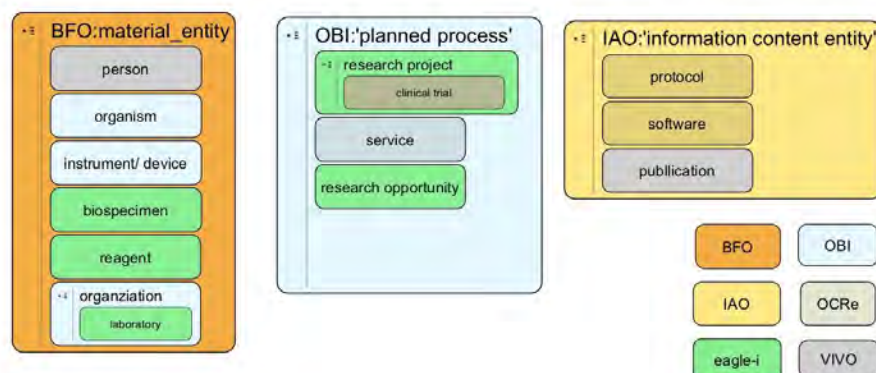 BFO:material_entity
person
organism
instrument/ device
biospecimen
reagent
organziation
laboratory
OBI:'planned process'
research project
clinical trial
service
research opportunity
IAO:'information content entity'
protocol
software
publlication
BFO
OBI
IAO
OCRe
eagle-i
VIVO